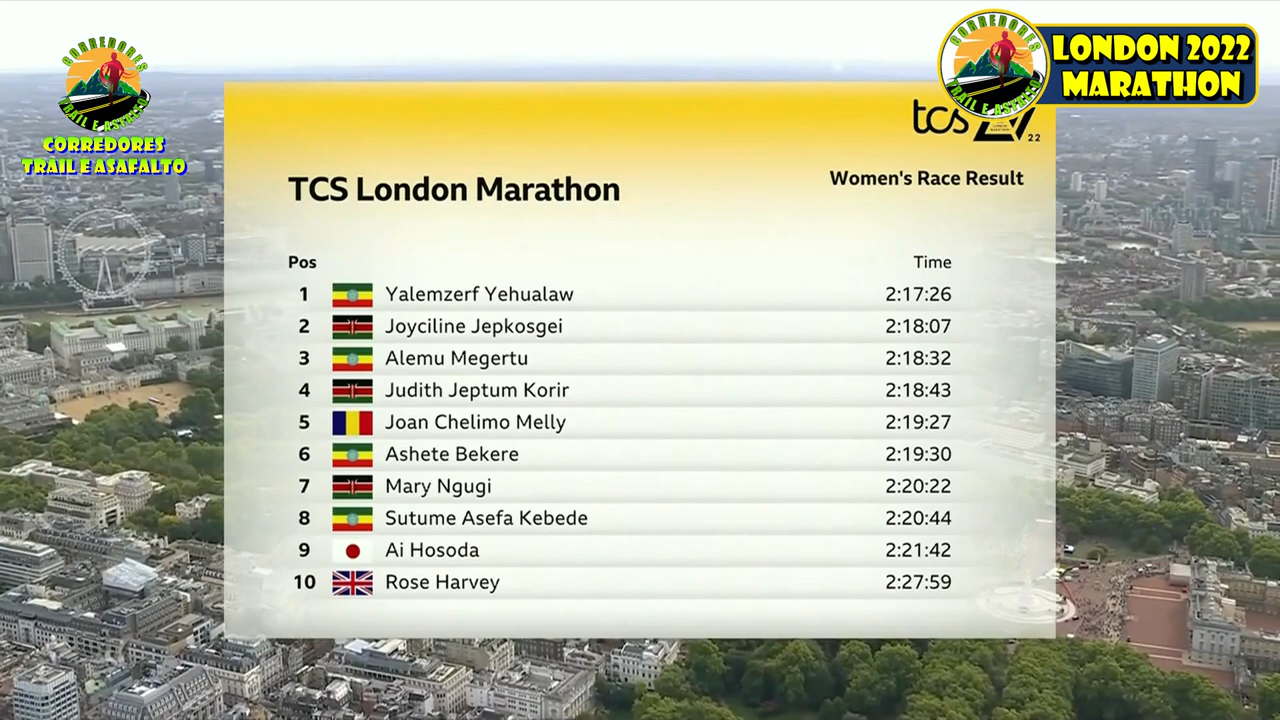 CORREDORES
TRAIL E ASFALTO
CORREDORES
TRAIL E ASAFALTO
CORREDORES
TRAIL E ASFALTO
LONDON 2022
MARATHON
tcs
22
TCS London Marathon
Women's Race Result
Pos Time
1 Yalemzerf Yehualaw 2:17:26
2 Joyciline Jepkosgei 2:18:07
3 Alemu Megertu 2:18:32
4 Judith Jeptum Korir 2:18:43
5 Joan Chelimo Melly 2:19:27
6 Ashete Bekere 2:19:30
7 Mary Ngugi 2:20:22
8 Sutume Asefa Kebede 2:20:44
9 Ai Hosoda 2:21:42
10 Rose Harvey 2:27:59